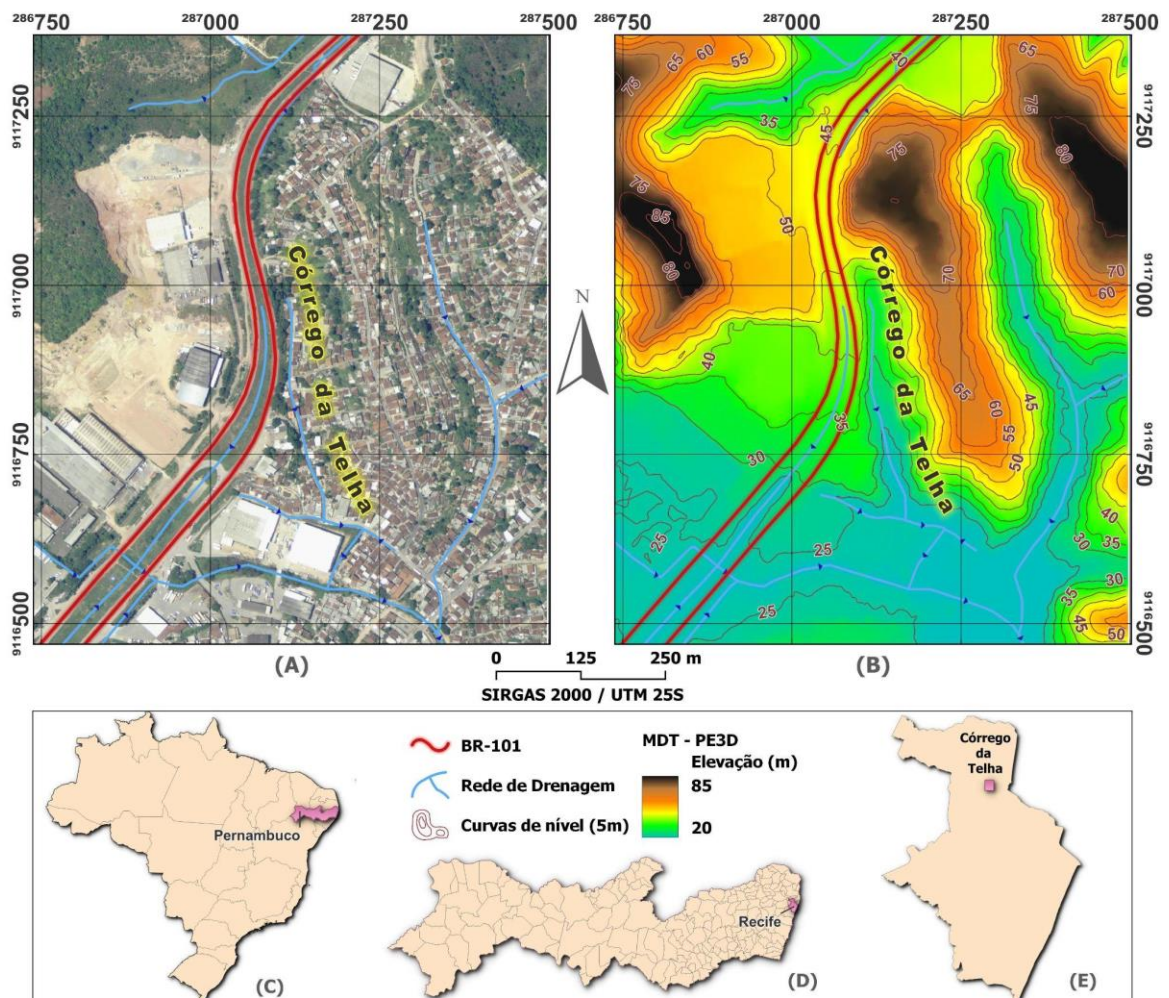 286750 287000 287250 287500
286750 287000 287250 287500
9117250
9117000
9116750
9116500
Córrego da Telha
N
65 60 55
75
35
45
40
75
50
75
85
80
40
70
75
80
70
60
65
60
55
50
45
35
30
25
25
25
40
35
30
30
35
45
50
Córrego da Telha
9117250
9117000
9116750
9116500
(A)
(B)
0 125 250 m
SIRGAS 2000 / UTM 25S
BR-101
Rede de Drenagem
Curvas de nível (5m)
MDT - PE3D
Elevação (m)
85
20
Pernambuco
(C)
Recife
(D)
Córrego
da
Telha
(E)